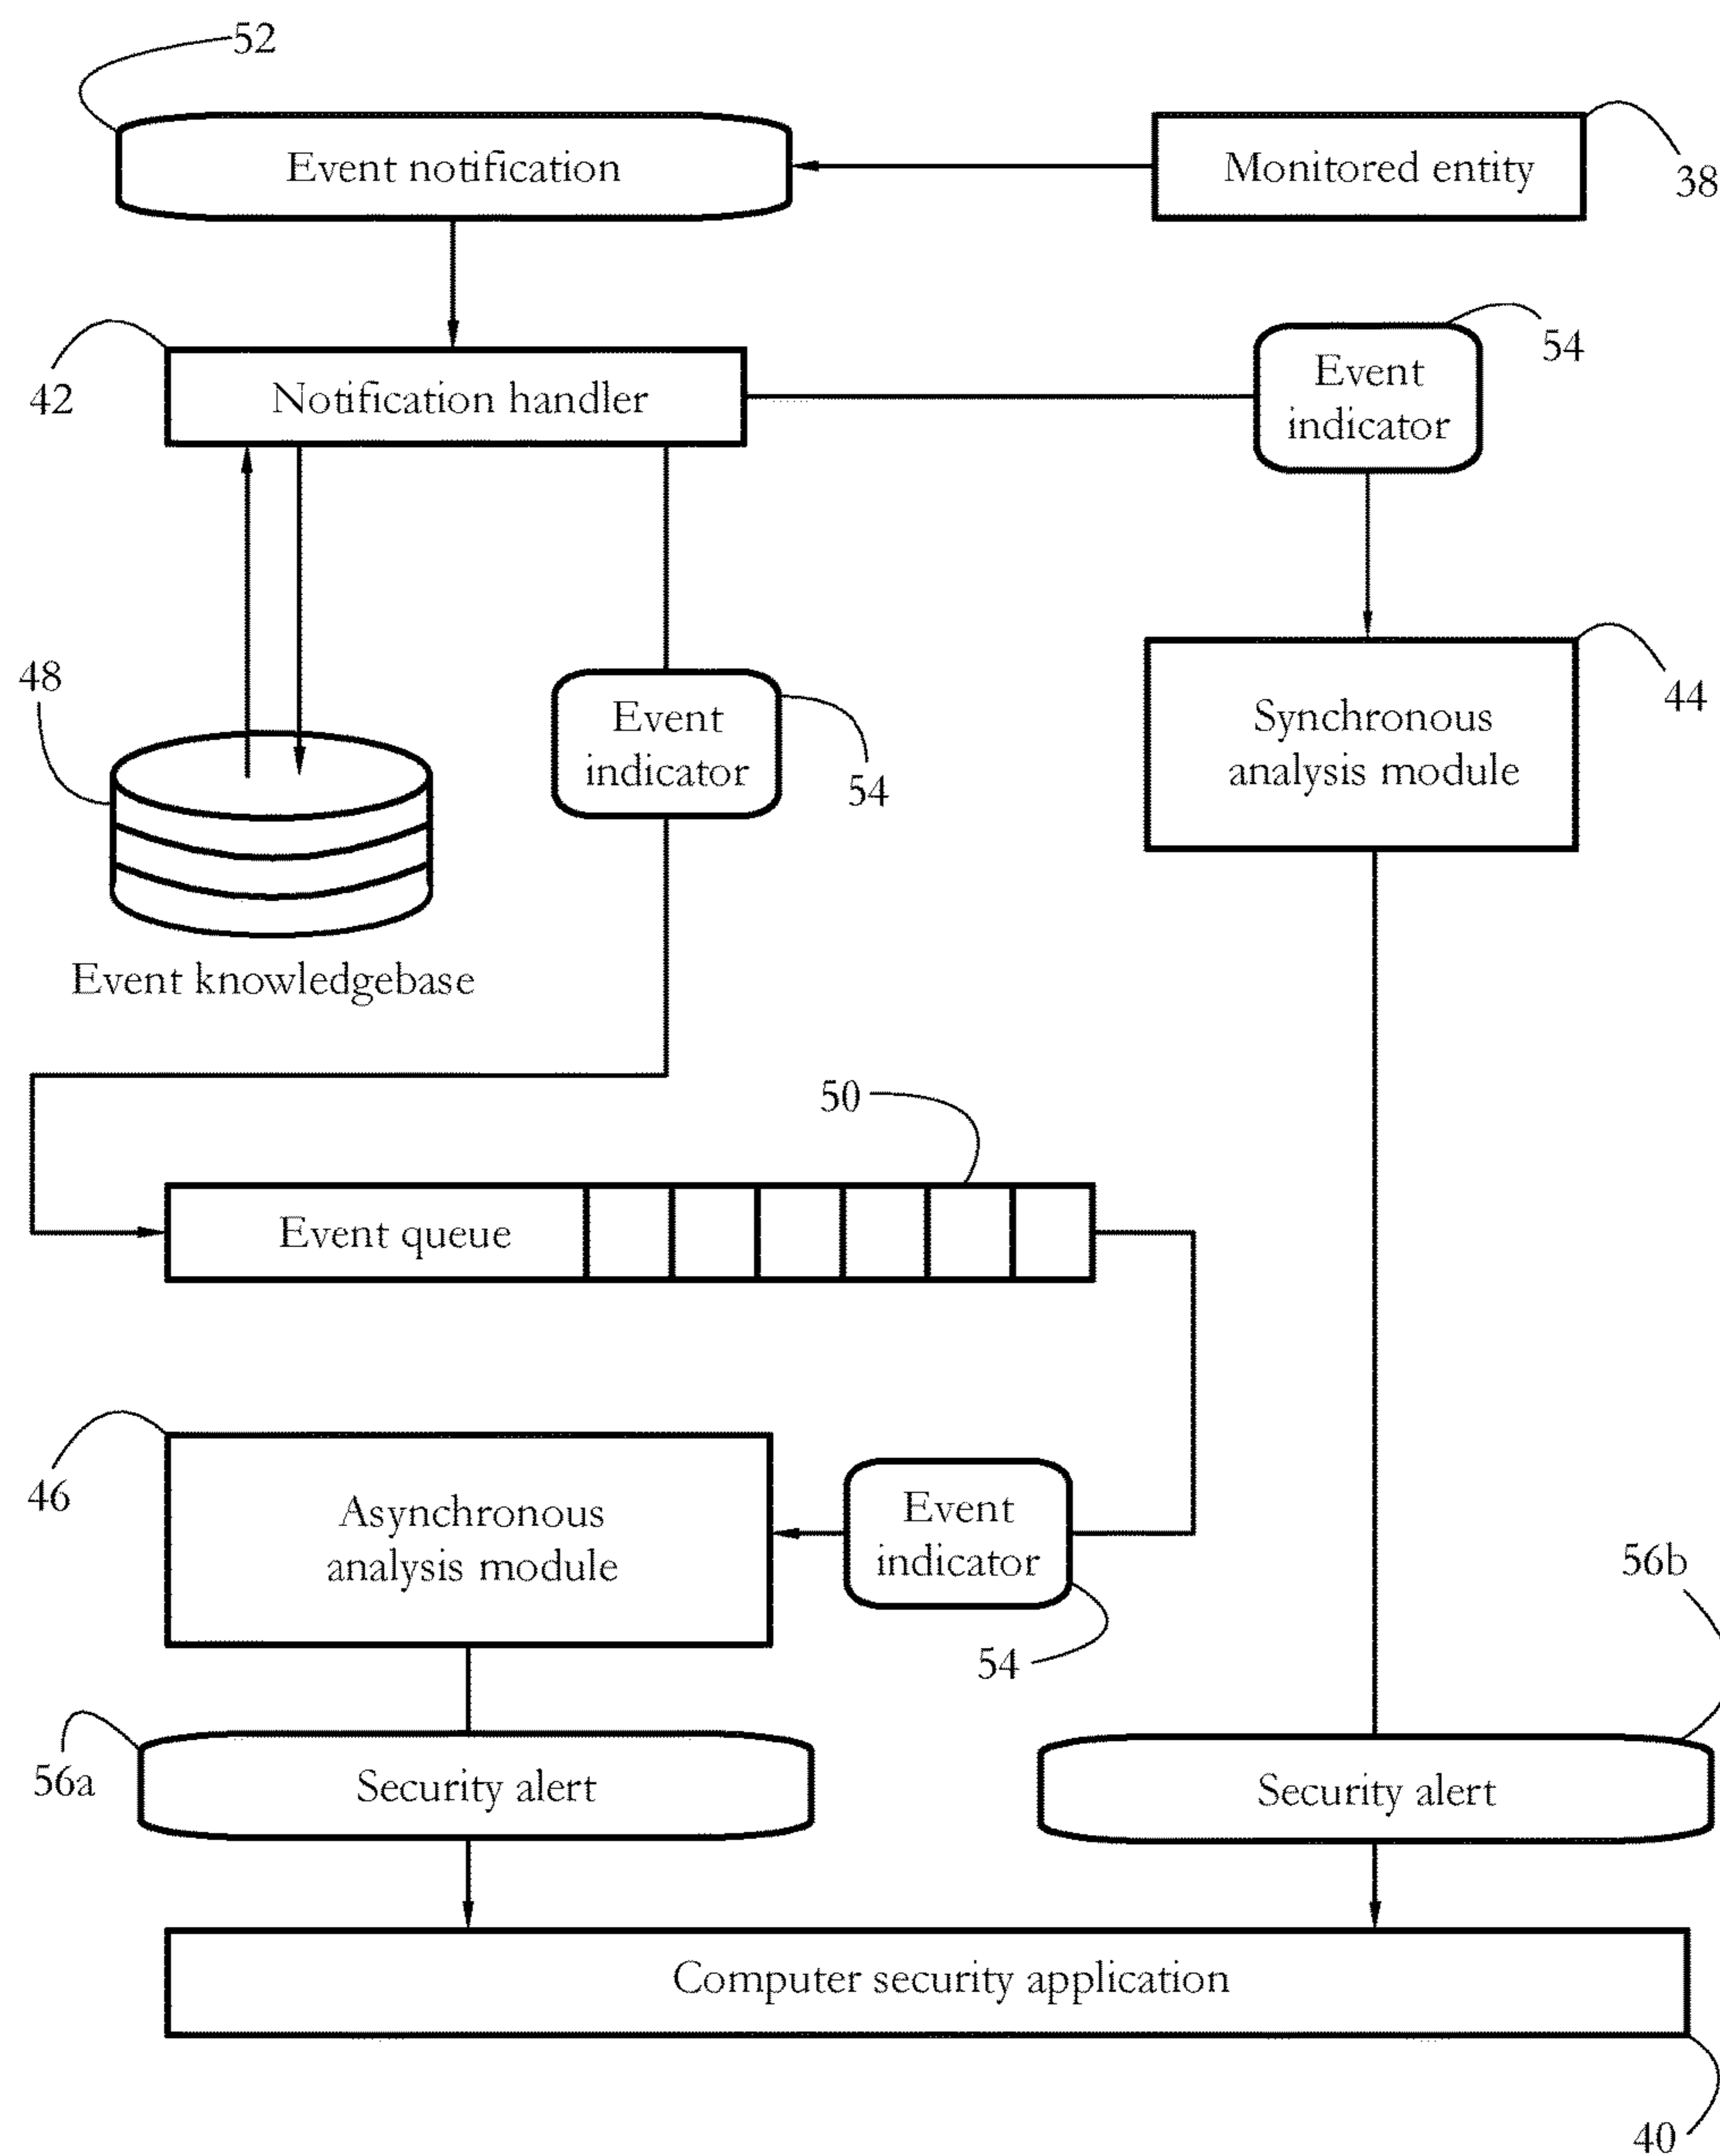 52
Event notification
Monitored entity
38
42
Notification handler
Event
indicator
54
48
Event
indicator
54
Synchronous
analysis module
44
Event knowledgebase
50
Event queue
46
Asynchronous
analysis module
Event
indicator
54
56b
56a
Security alert
Security alert
Computer security application
40